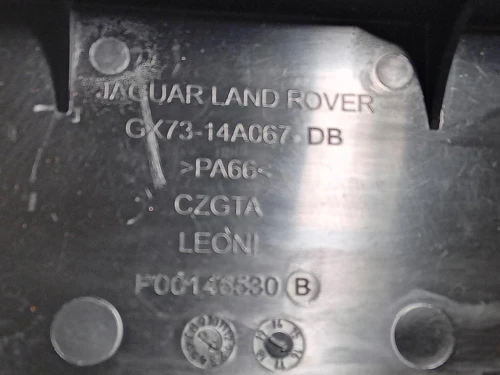 JAGUAR LAND ROVER
GX73-14A067-DB
>PA66<
CZGTA
LEONI
P00146530 B